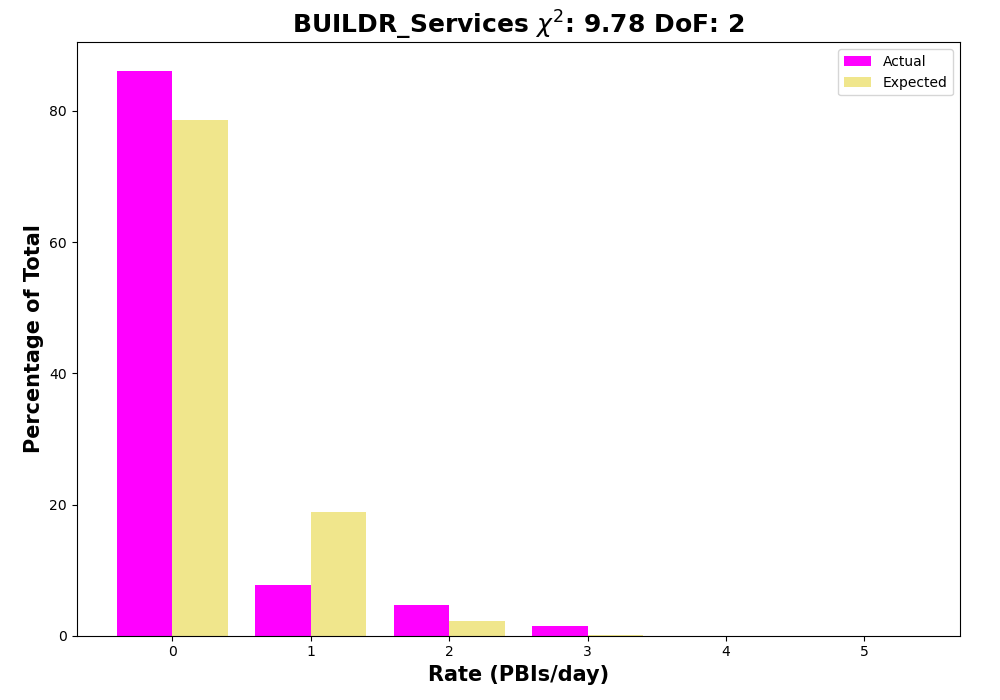 BUILDR_Services χ²: 9.78 DoF: 2
Actual
Expected
Percentage of Total
80
60
40
20
0
0 1 2 3 4 5
Rate (PBIs/day)